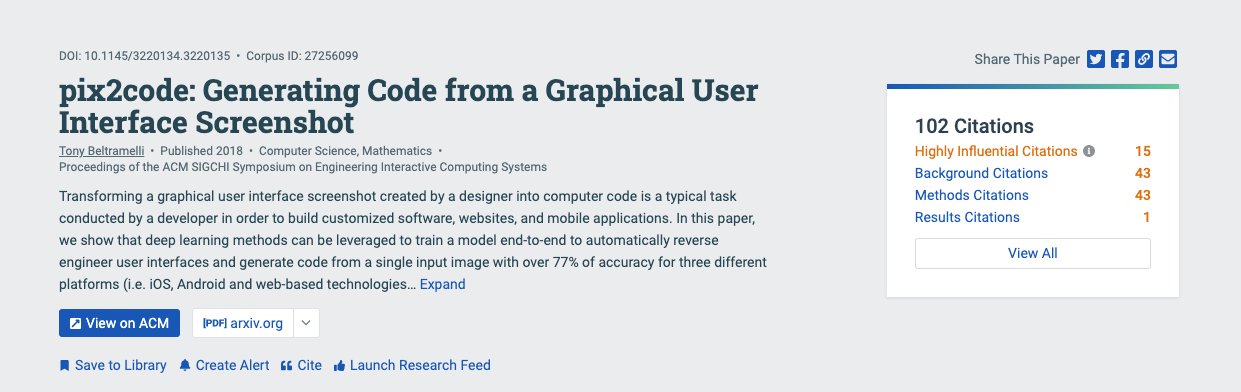 DOI: 10.1145/3220134.3220135 • Corpus ID: 27256099
pix2code: Generating Code from a Graphical User
Interface Screenshot
Tony Beltramelli • Published 2018 • Computer Science, Mathematics •
Proceedings of the ACM SIGCHI Symposium on Engineering Interactive Computing Systems
Transforming a graphical user interface screenshot created by a designer into computer code is a typical task
conducted by a developer in order to build customized software, websites, and mobile applications. In this paper,
we show that deep learning methods can be leveraged to train a model end-to-end to automatically reverse
engineer user interfaces and generate code from a single input image with over 77% of accuracy for three different
platforms (i.e. iOS, Android and web-based technologies… Expand
View on ACM
[PDF] arxiv.org
Save to Library Create Alert Cite Launch Research Feed
Share This Paper
102 Citations
Highly Influential Citations 15
Background Citations 43
Methods Citations 43
Results Citations 1
View All